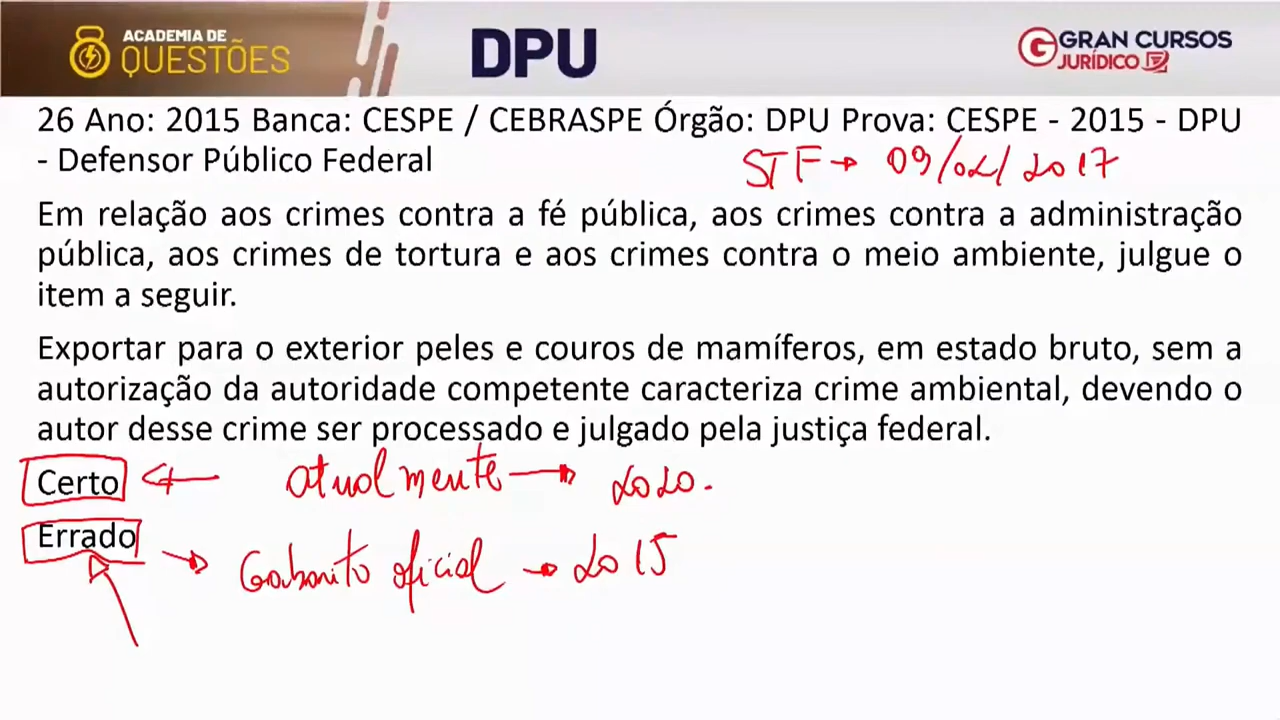 ACADEMIA DE
QUESTÕES
DPU
GRAN CURSOS
JURÍDICO
26 Ano: 2015 Banca: CESPE / CEBRASPE Órgão: DPU Prova: CESPE - 2015 - DPU
- Defensor Público Federal
STF → 09/02/2017
Em relação aos crimes contra a fé pública, aos crimes contra a administração
pública, aos crimes de tortura e aos crimes contra o meio ambiente, julgue o
item a seguir.
Exportar para o exterior peles e couros de mamíferos, em estado bruto, sem a
autorização da autoridade competente caracteriza crime ambiental, devendo o
autor desse crime ser processado e julgado pela justiça federal.
Certo ← atualmente → 2020.
Errado → Gabarito oficial → 2015